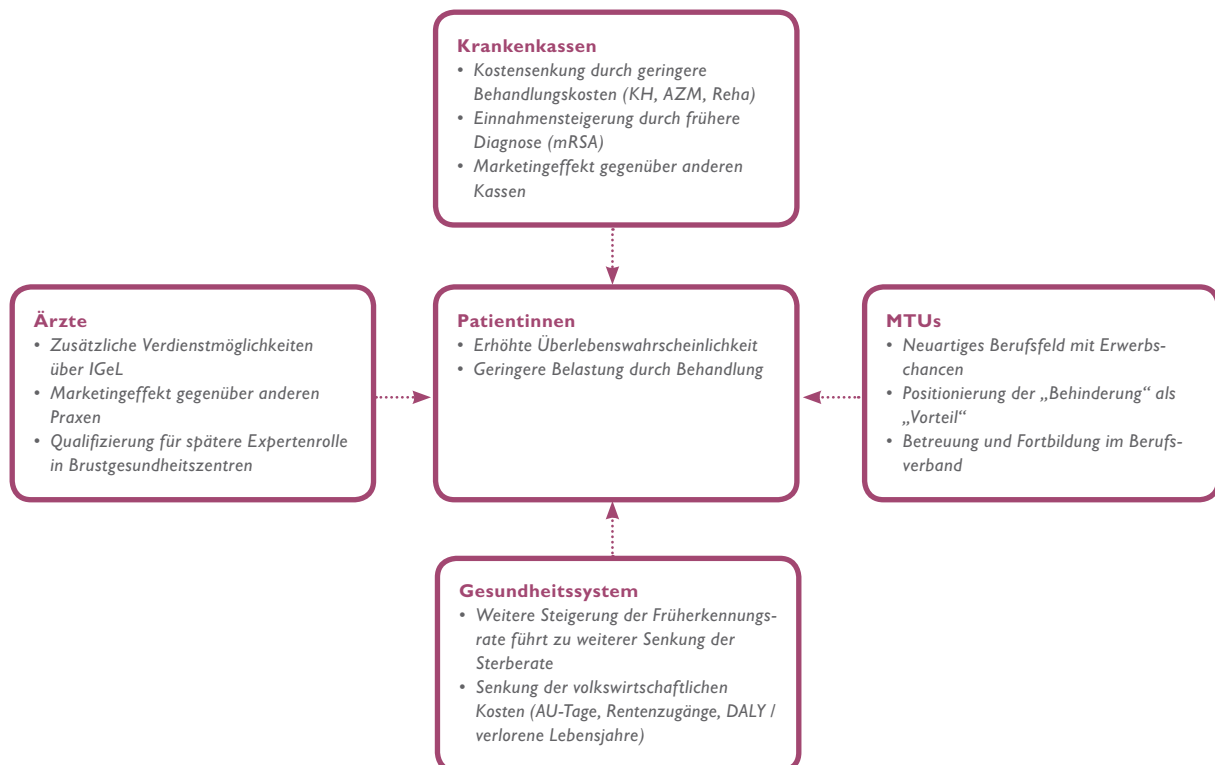 Krankenkassen
• Kostensenkung durch geringere
Behandlungskosten (KH, AZM, Reha)
• Einnahmensteigerung durch frühere
Diagnose (mRSA)
• Marketingeffekt gegenüber anderen
Kassen
Ärzte
• Zusätzliche Verdienstmöglichkeiten
über IGeL
• Marketingeffekt gegenüber anderen
Praxen
• Qualifizierung für spätere Expertenrolle
in Brustgesundheitszentren
Patientinnen
• Erhöhte Überlebenswahrscheinlichkeit
• Geringere Belastung durch Behandlung
MTUs
• Neuartiges Berufsfeld mit Erwerbs-
chancen
• Positionierung der „Behinderung“ als
„Vorteil“
• Betreuung und Fortbildung im Berufs-
verband
Gesundheitssystem
• Weitere Steigerung der Früherkennungs-
rate führt zu weiterer Senkung der
Sterberate
• Senkung der volkswirtschaftlichen
Kosten (AU-Tage, Rentenzugänge, DALY /
verlorene Lebensjahre)